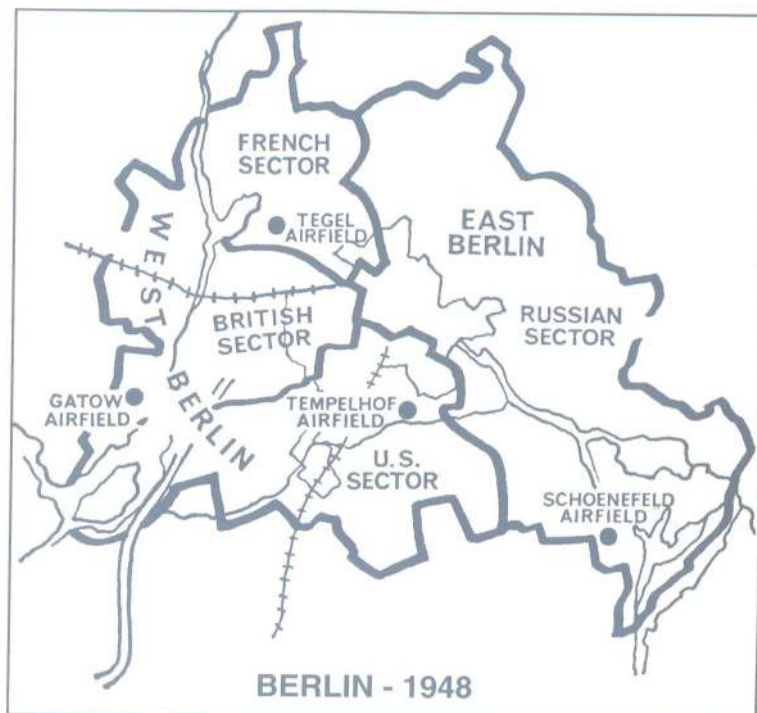 FRENCH
SECTOR
TEGEL
AIRFIELD
EAST
BERLIN
WEST
BERLIN
BRITISH
SECTOR
RUSSIAN
SECTOR
GATOW
AIRFIELD
TEMPELHOF
AIRFIELD
U.S.
SECTOR
SCHOENEFELD
AIRFIELD
BERLIN - 1948